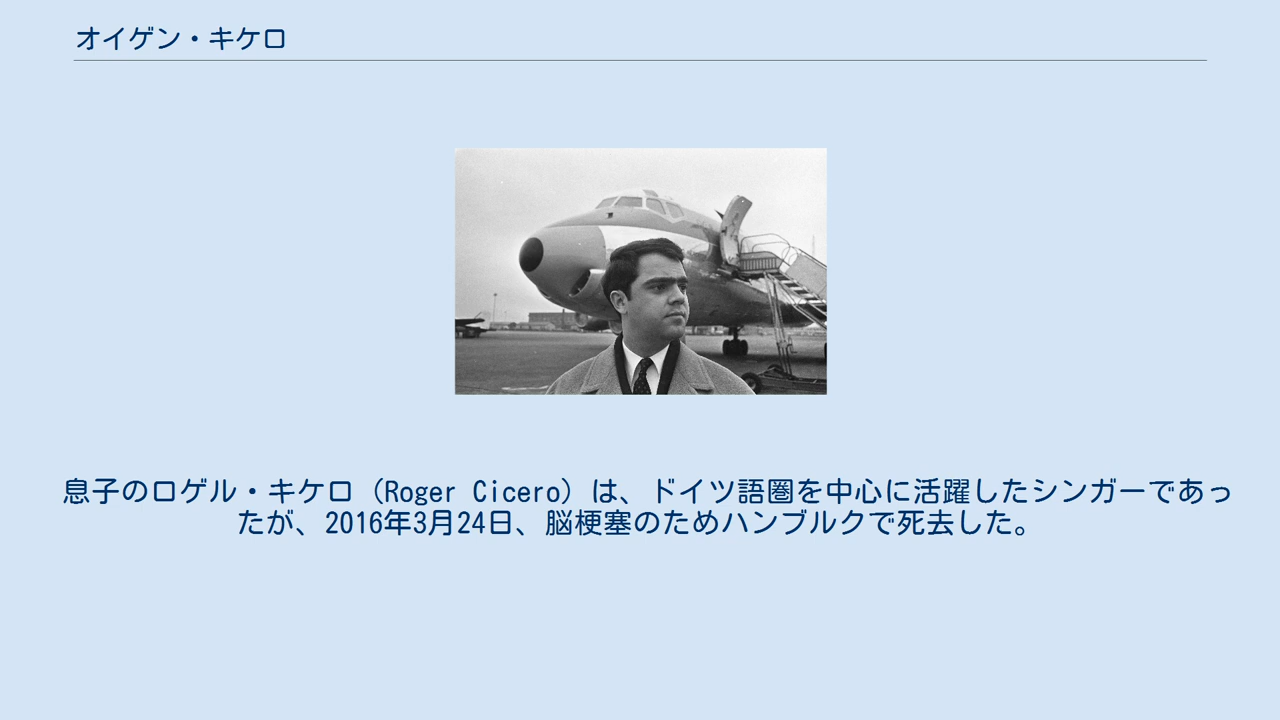 オイゲン・キケロ
息子のロゲル・キケロ（Roger Cicero）は、ドイツ語圏を中心に活躍したシンガーであっ
たが、2016年3月24日、脳梗塞のためハンブルクで死去した。